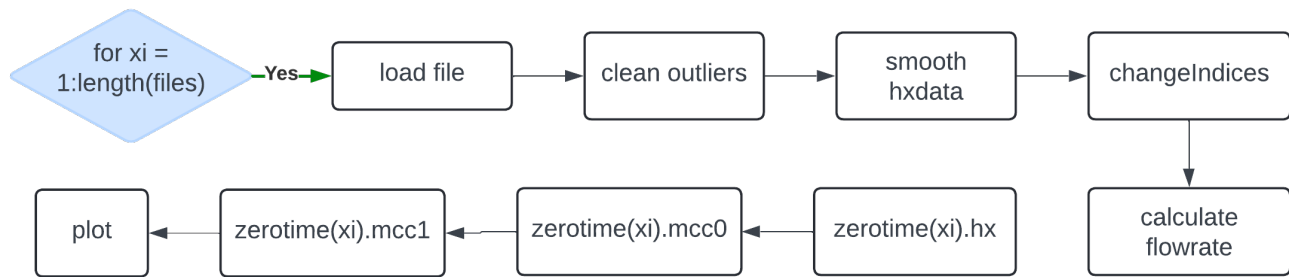 for xi =
1:length(files)
Yes
load file
clean outliers
smooth
hxdata
changeIndices
calculate
flowrate
zerotime(xi).hx
zerotime(xi).mcc0
zerotime(xi).mcc1
plot